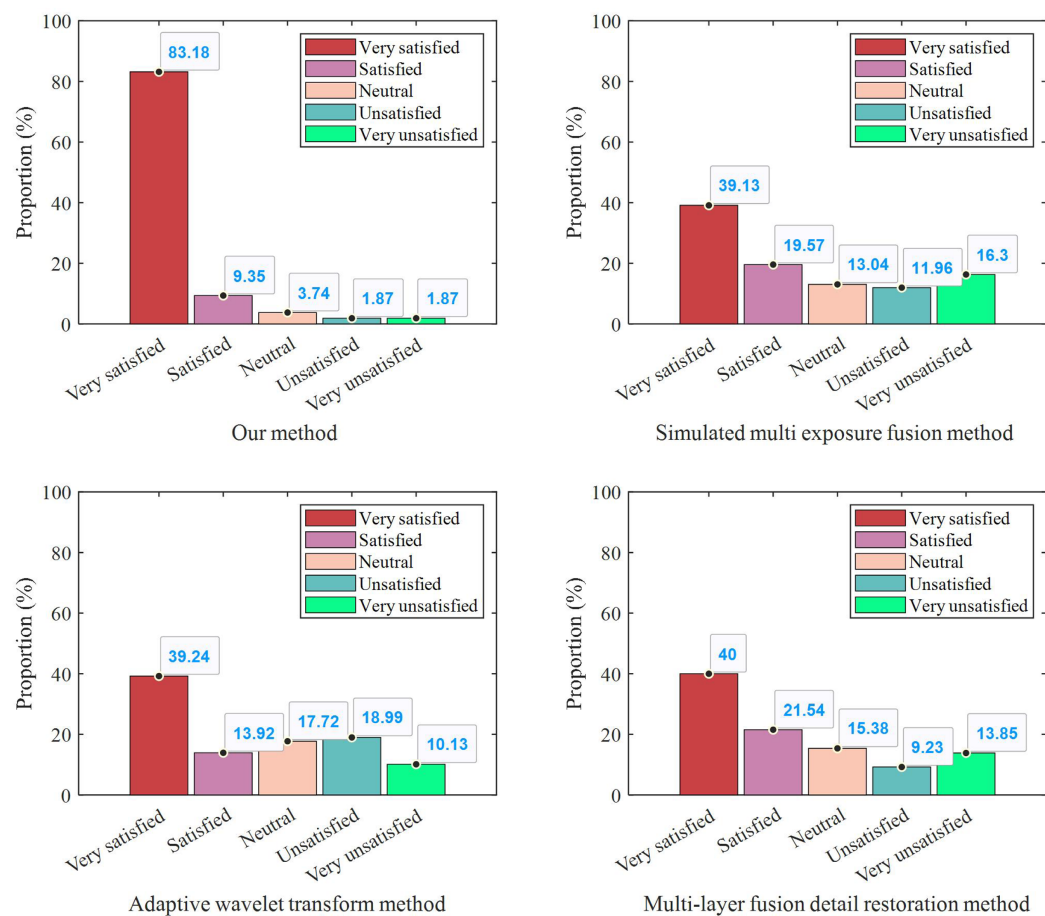 100
80
60
40
20
0
Proportion (%)
83.18
9.35
3.74
1.87
1.87
Very satisfied
Satisfied
Neutral
Unsatisfied
Very unsatisfied
Very satisfied
Satisfied
Neutral
Unsatisfied
Very unsatisfied
Our method
100
80
60
40
20
0
Proportion (%)
39.13
19.57
13.04
11.96
16.3
Very satisfied
Satisfied
Neutral
Unsatisfied
Very unsatisfied
Very satisfied
Satisfied
Neutral
Unsatisfied
Very unsatisfied
Simulated multi exposure fusion method
100
80
60
40
20
0
Proportion (%)
39.24
13.92
17.72
18.99
10.13
Very satisfied
Satisfied
Neutral
Unsatisfied
Very unsatisfied
Very satisfied
Satisfied
Neutral
Unsatisfied
Very unsatisfied
Adaptive wavelet transform method
100
80
60
40
20
0
Proportion (%)
40
21.54
15.38
9.23
13.85
Very satisfied
Satisfied
Neutral
Unsatisfied
Very unsatisfied
Very satisfied
Satisfied
Neutral
Unsatisfied
Very unsatisfied
Multi-layer fusion detail restoration method